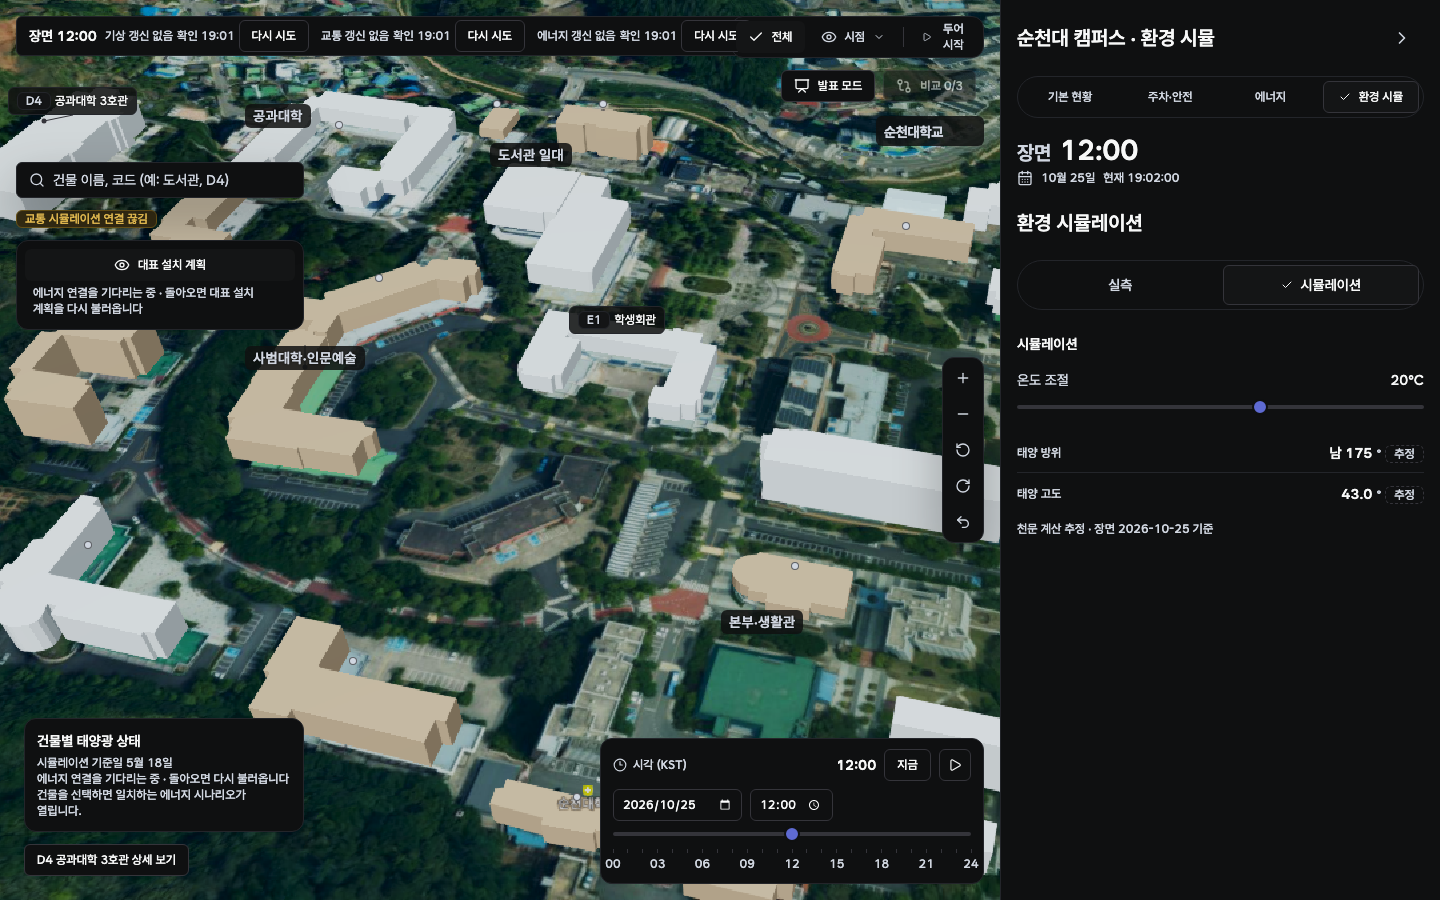 장면 12:00 기상 갱신 없음 확인 19:01 다시 시도 교통 갱신 없음 확인 19:01 다시 시도 에너지 갱신 없음 확인 19:01 다시 시도
전체 시점 투어 시작
발표 모드 비교 0/3
D4 공과대학 3호관
공과대학
순천대학교
도서관 일대
건물 이름, 코드 (예: 도서관, D4)
교통 시뮬레이션 연결 끊김
대표 설치 계획
에너지 연결을 기다리는 중 · 돌아오면 대표 설치
계획을 다시 불러옵니다
E1 학생회관
사범대학·인문예술
본부·생활관
건물별 태양광 상태
시뮬레이션 기준일 5월 18일
에너지 연결을 기다리는 중 · 돌아오면 다시 불러옵니다
건물을 선택하면 일치하는 에너지 시나리오가
열립니다.
D4 공과대학 3호관 상세 보기
시각 (KST) 12:00 지금
2026/10/25 12:00
00 03 06 09 12 15 18 21 24
순천대 캠퍼스 · 환경 시뮬
기본 현황 주차·안전 에너지 환경 시뮬
장면 12:00
10월 25일 현재 19:02:00
환경 시뮬레이션
실측 시뮬레이션
시뮬레이션
온도 조절 20°C
태양 방위 남 175 ° 추정
태양 고도 43.0 ° 추정
천문 계산 추정 · 장면 2026-10-25 기준